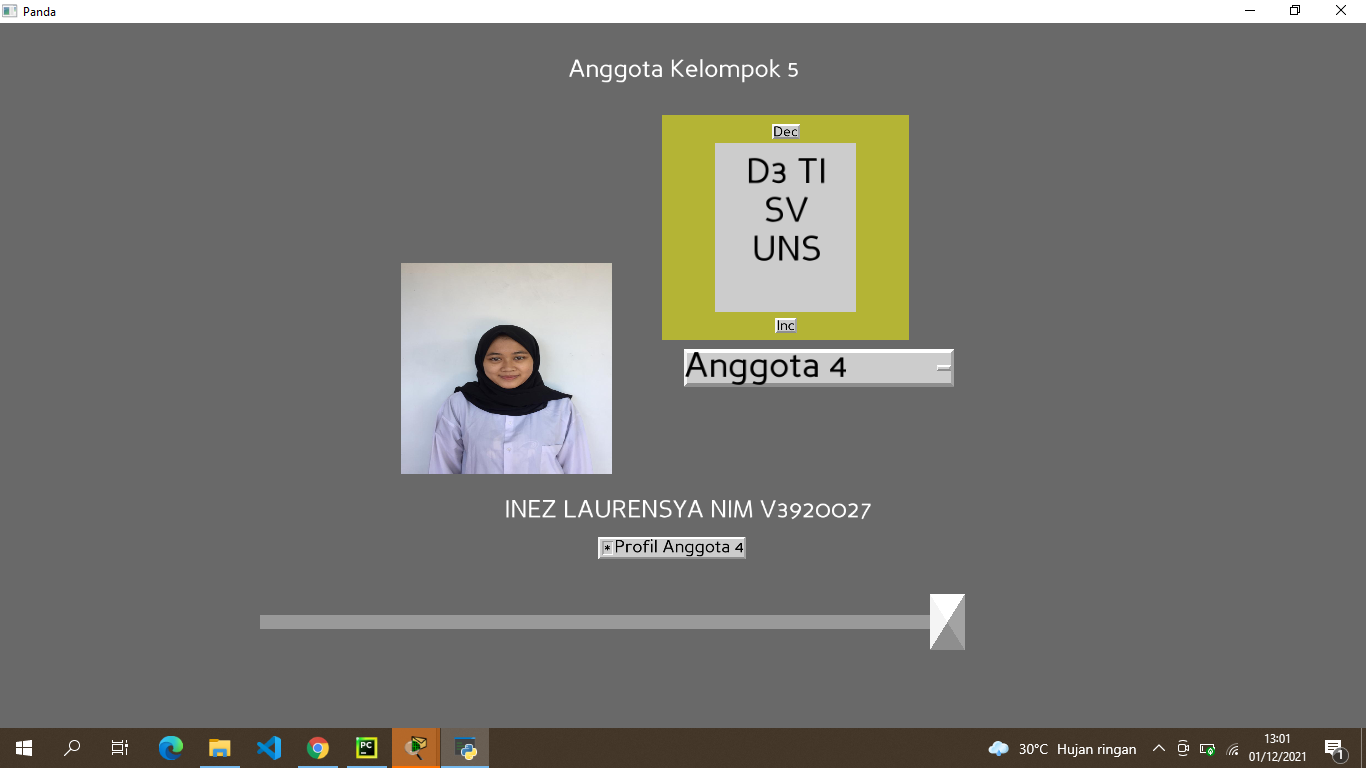 Panda
Anggota Kelompok 5
Dec
D3 TI
SV
UNS
Inc
Anggota 4
INEZ LAURENSYA NIM V3920027
*Profil Anggota 4
PC
30°C Hujan ringan
13:01
01/12/2021
1